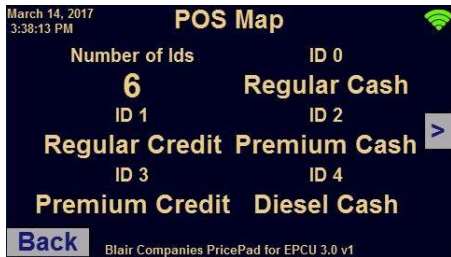 March 14, 2017
3:38:13 PM
POS Map
Number of Ids
6
ID 0
Regular Cash
ID 1
Regular Credit
ID 2
Premium Cash
>
ID 3
Premium Credit
ID 4
Diesel Cash
Back
Blair Companies PricePad for EPCU 3.0 v1